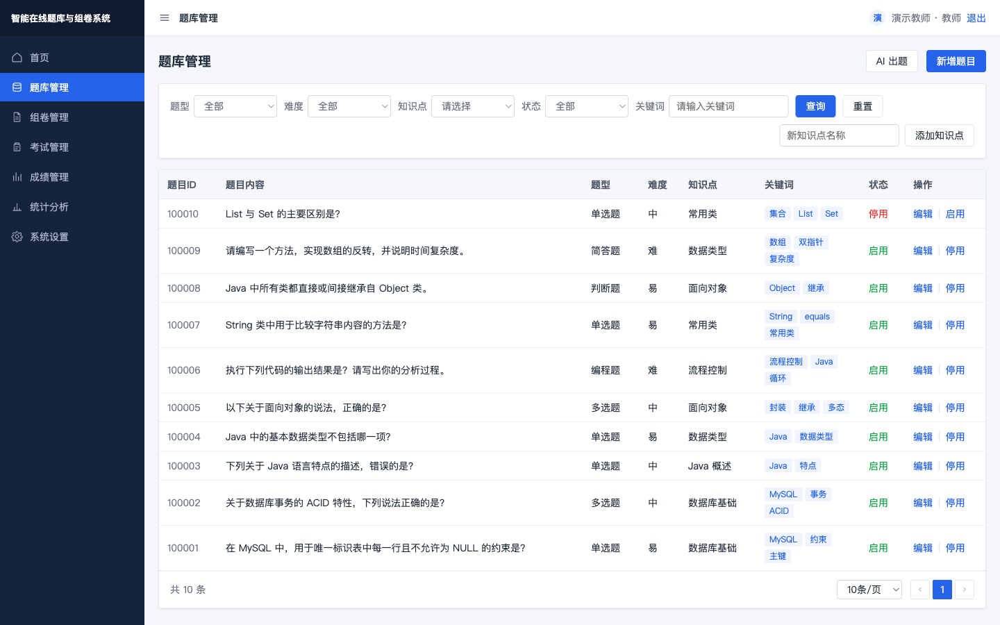 智能在线题库与组卷系统
首页
题库管理
组卷管理
考试管理
成绩管理
统计分析
系统设置
题库管理
演 演示教师 · 教师 退出
题库管理
AI 出题 新增题目
题型 全部 难度 全部 知识点 请选择 状态 全部 关键词 请输入关键词 查询 重置
新知识点名称 添加知识点
题目ID 题目内容 题型 难度 知识点 关键词 状态 操作
100010 List 与 Set 的主要区别是? 单选题 中 常用类 集合 List Set 停用 编辑 启用
100009 请编写一个方法，实现数组的反转，并说明时间复杂度。 简答题 难 数据类型 数组 双指针 复杂度 启用 编辑 停用
100008 Java 中所有类都直接或间接继承自 Object 类。 判断题 易 面向对象 Object 继承 启用 编辑 停用
100007 String 类中用于比较字符串内容的方法是? 单选题 易 常用类 String equals 常用类 启用 编辑 停用
100006 执行下列代码的输出结果是? 请写出你的分析过程。 编程题 难 流程控制 流程控制 Java 循环 启用 编辑 停用
100005 以下关于面向对象的说法，正确的是? 多选题 中 面向对象 封装 继承 多态 启用 编辑 停用
100004 Java 中的基本数据类型不包括哪一项? 单选题 易 数据类型 Java 数据类型 启用 编辑 停用
100003 下列关于 Java 语言特点的描述，错误的是? 单选题 中 Java 概述 Java 特点 启用 编辑 停用
100002 关于数据库事务的 ACID 特性，下列说法正确的是? 多选题 中 数据库基础 MySQL 事务 ACID 启用 编辑 停用
100001 在 MySQL 中，用于唯一标识表中每一行且不允许为 NULL 的约束是? 单选题 易 数据库基础 MySQL 约束 主键 启用 编辑 停用
共 10 条 10条/页 < 1 >